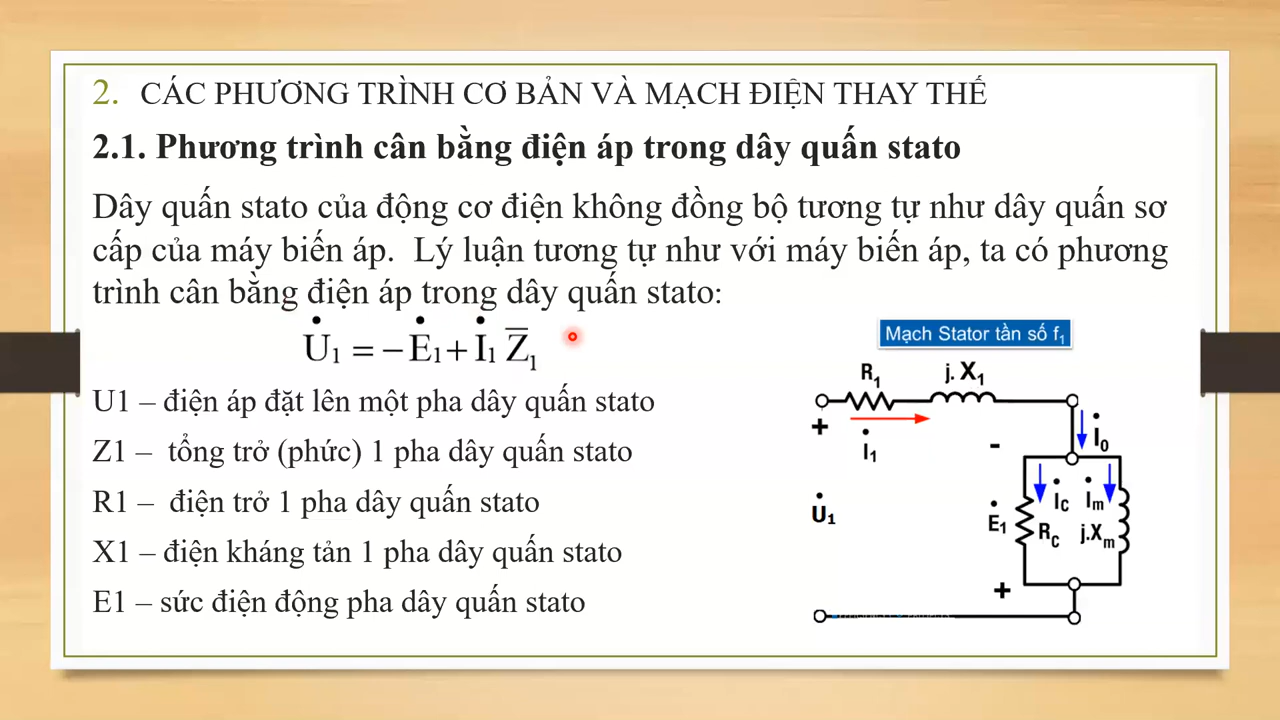 2. CÁC PHƯƠNG TRÌNH CƠ BẢN VÀ MẠCH ĐIỆN THAY THẾ
2.1. Phương trình cân bằng điện áp trong dây quấn stato
Dây quấn stato của động cơ điện không đồng bộ tương tự như dây quấn sơ
cấp của máy biến áp. Lý luận tương tự như với máy biến áp, ta có phương
trình cân bằng điện áp trong dây quấn stato:
U̇₁ = −Ė₁ + İ₁ Z̅₁
U1 – điện áp đặt lên một pha dây quấn stato
Z1 – tổng trở (phức) 1 pha dây quấn stato
R1 – điện trở 1 pha dây quấn stato
X1 – điện kháng tản 1 pha dây quấn stato
E1 – sức điện động pha dây quấn stato
Mạch Stator tần số f₁
R₁ j.X₁
+ İ₁ - İ₀
İc İm
U̇₁ Ė₁ Rc j.Xm
+